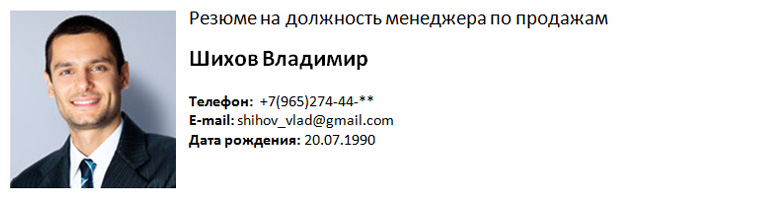 Резюме на должность менеджера по продажам
Шихов Владимир
Телефон: +7(965)274-44-**
E-mail: shihov_vlad@gmail.com
Дата рождения: 20.07.1990